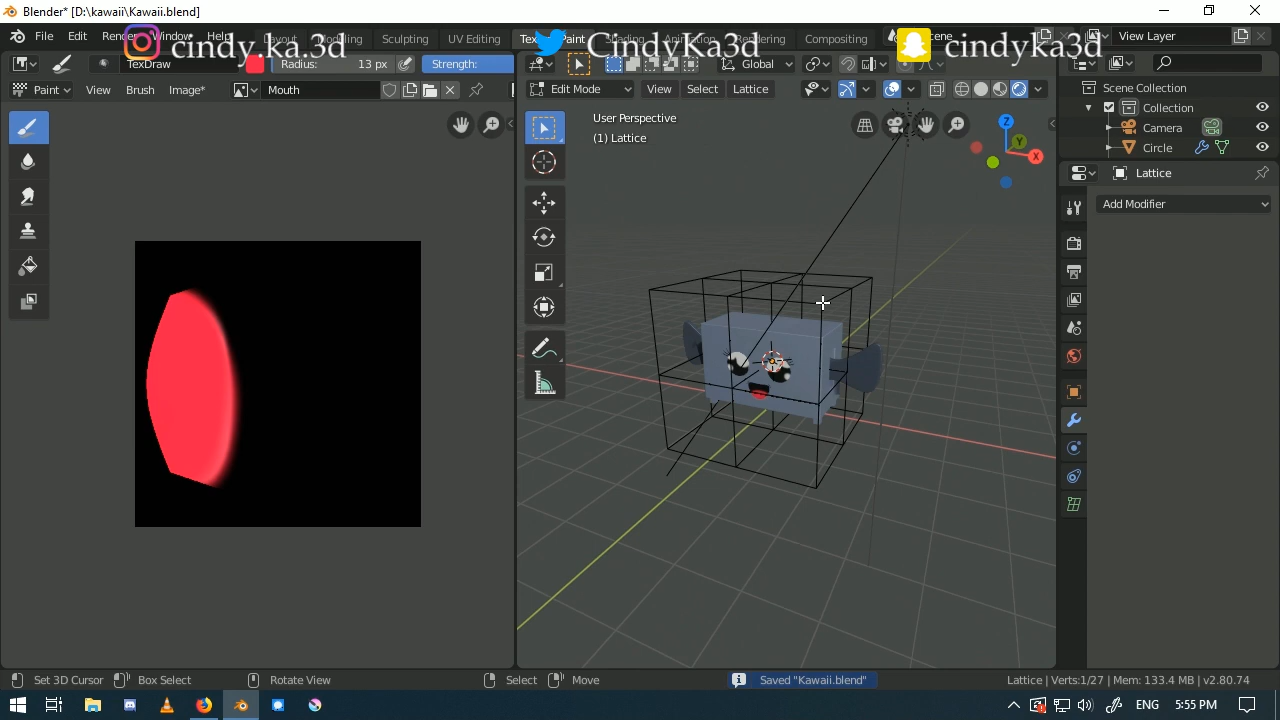 Blender* [D:\kawaii\Kawaii.blend]
File Edit Render Window Layout Modeling Sculpting UV Editing Texture Paint Shading Animation Rendering Compositing Scene View Layer
cindy.ka.3d CindyKa3d cindyka3d
TexDraw Radius: 13 px Strength: Global
Paint View Brush Image* Mouth Edit Mode View Select Lattice
Scene Collection
Collection
Camera
Circle
User Perspective
(1) Lattice
Z
Y
X
Lattice
Add Modifier
Set 3D Cursor Box Select Rotate View Select Move Saved "Kawaii.blend" Lattice | Verts:1/27 | Mem: 133.4 MB | v2.80.74
ENG 5:55 PM